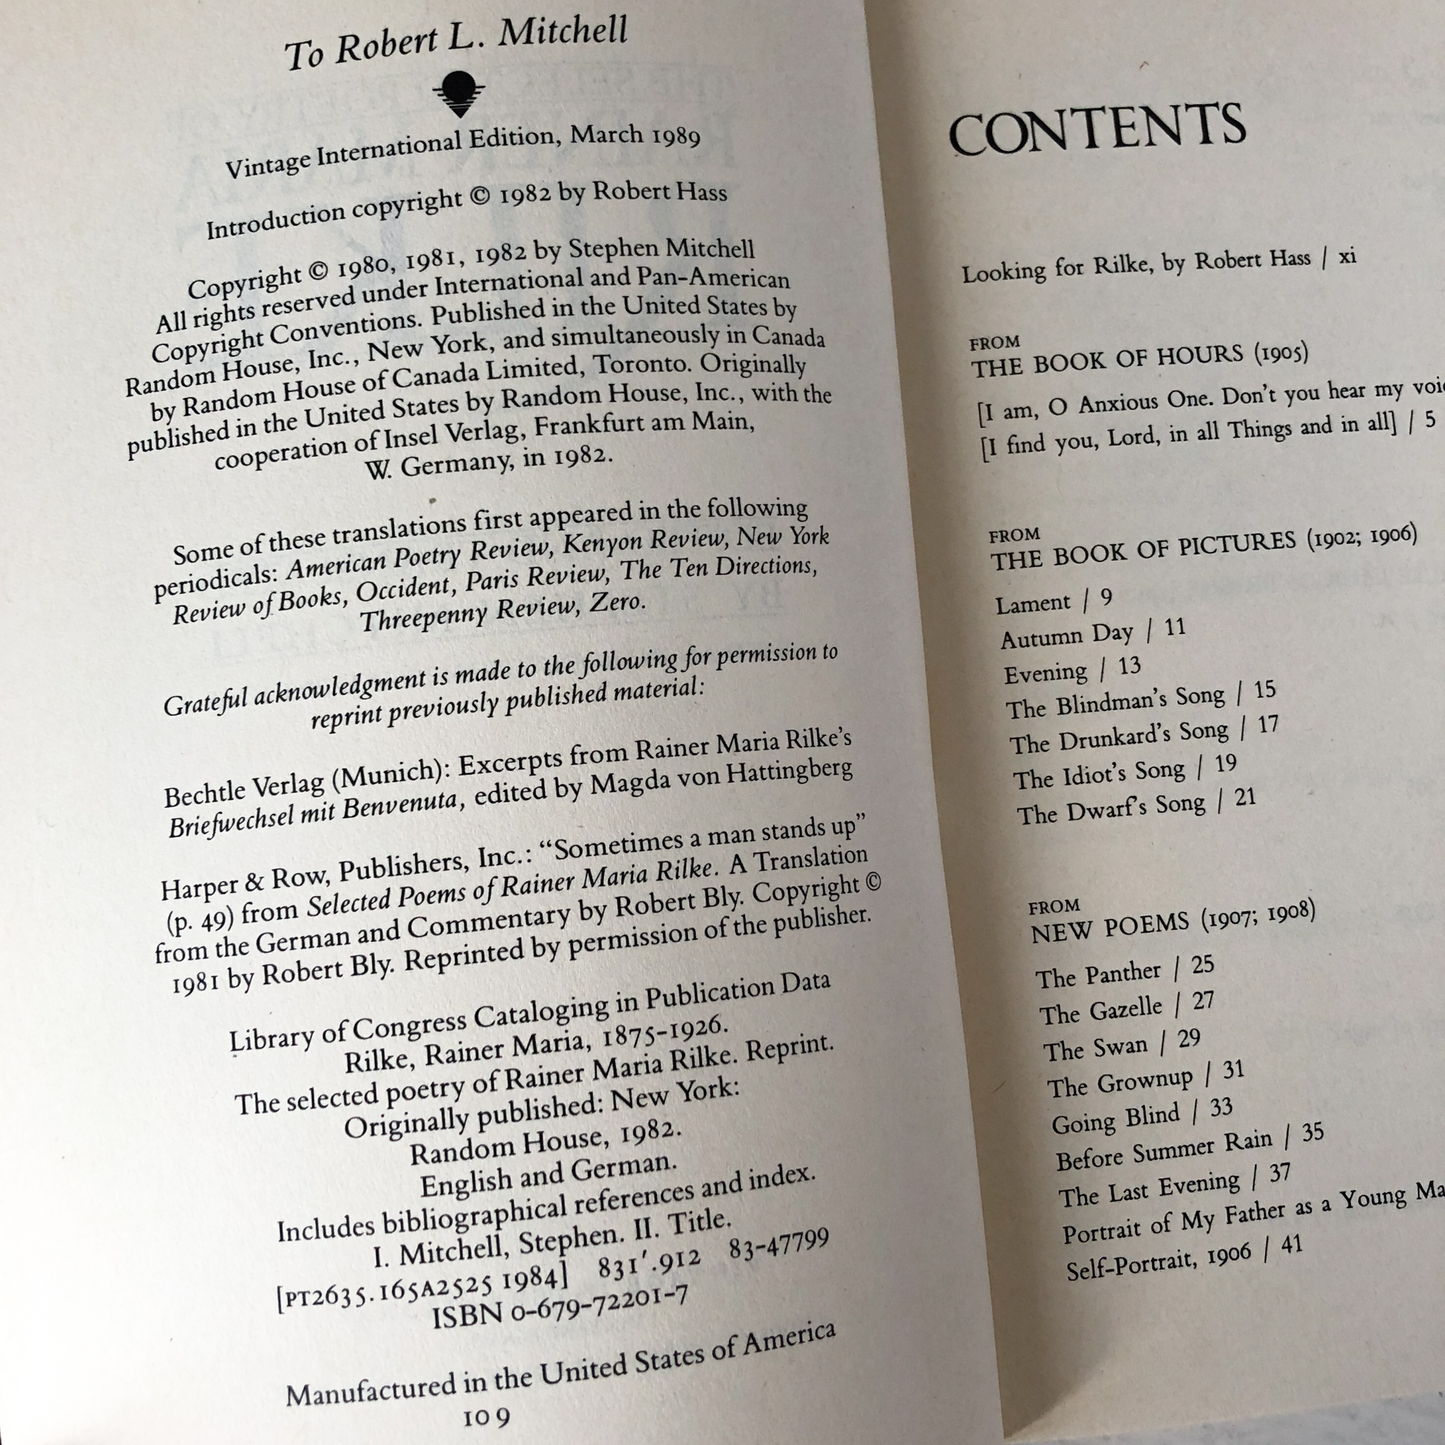 To Robert L. Mitchell
Vintage International Edition, March 1989
Introduction copyright © 1982 by Robert Hass
Copyright © 1980, 1981, 1982 by Stephen Mitchell
All rights reserved under International and Pan-American
Copyright Conventions. Published in the United States by
Random House, Inc., New York, and simultaneously in Canada
by Random House of Canada Limited, Toronto. Originally
published in the United States by Random House, Inc., with the
cooperation of Insel Verlag, Frankfurt am Main,
W. Germany, in 1982.
Some of these translations first appeared in the following
periodicals: American Poetry Review, Kenyon Review, New York
Review of Books, Occident, Paris Review, The Ten Directions,
Threepenny Review, Zero.
Grateful acknowledgment is made to the following for permission to
reprint previously published material:
Bechtle Verlag (Munich): Excerpts from Rainer Maria Rilke's
Briefwechsel mit Benvenuta, edited by Magda von Hattingberg
Harper & Row, Publishers, Inc.: "Sometimes a man stands up"
(p. 49) from Selected Poems of Rainer Maria Rilke. A Translation
from the German and Commentary by Robert Bly. Copyright ©
1981 by Robert Bly. Reprinted by permission of the publisher.
Library of Congress Cataloging in Publication Data
Rilke, Rainer Maria, 1875-1926.
The selected poetry of Rainer Maria Rilke. Reprint.
Originally published: New York:
Random House, 1982.
English and German.
Includes bibliographical references and index.
I. Mitchell, Stephen. II. Title.
[PT2635.I65A2525 1984] 831'.912 83-47799
ISBN 0-679-72201-7
Manufactured in the United States of America
10 9
CONTENTS
Looking for Rilke, by Robert Hass / xi
FROM
THE BOOK OF HOURS (1905)
[I am, O Anxious One. Don't you hear my
[I find you, Lord, in all Things and in all] / 5
FROM
THE BOOK OF PICTURES (1902; 1906)
Lament / 9
Autumn Day / 11
Evening / 13
The Blindman's Song / 15
The Drunkard's Song / 17
The Idiot's Song / 19
The Dwarf's Song / 21
FROM
NEW POEMS (1907; 1908)
The Panther / 25
The Gazelle / 27
The Swan / 29
The Grownup / 31
Going Blind / 33
Before Summer Rain / 35
The Last Evening / 37
Portrait of My Father as a Young
Self-Portrait, 1906 / 41